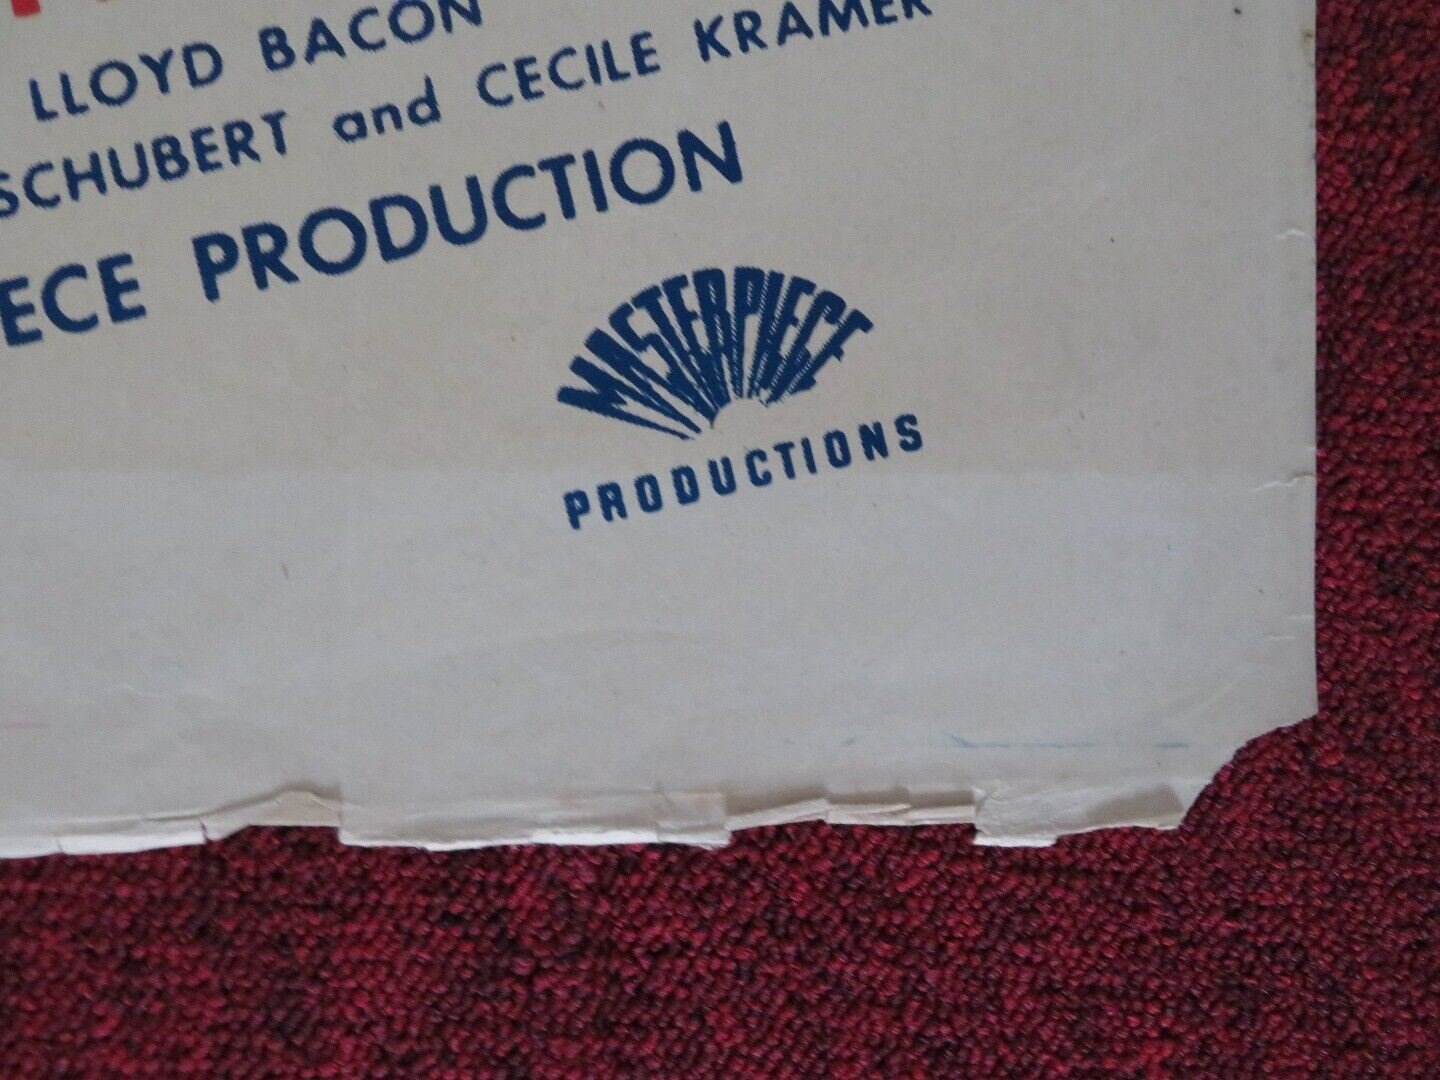 LLOYD BACON
SCHUBERT and CECILE KRAMER
ECE PRODUCTION
MASTERPIECE
PRODUCTIONS